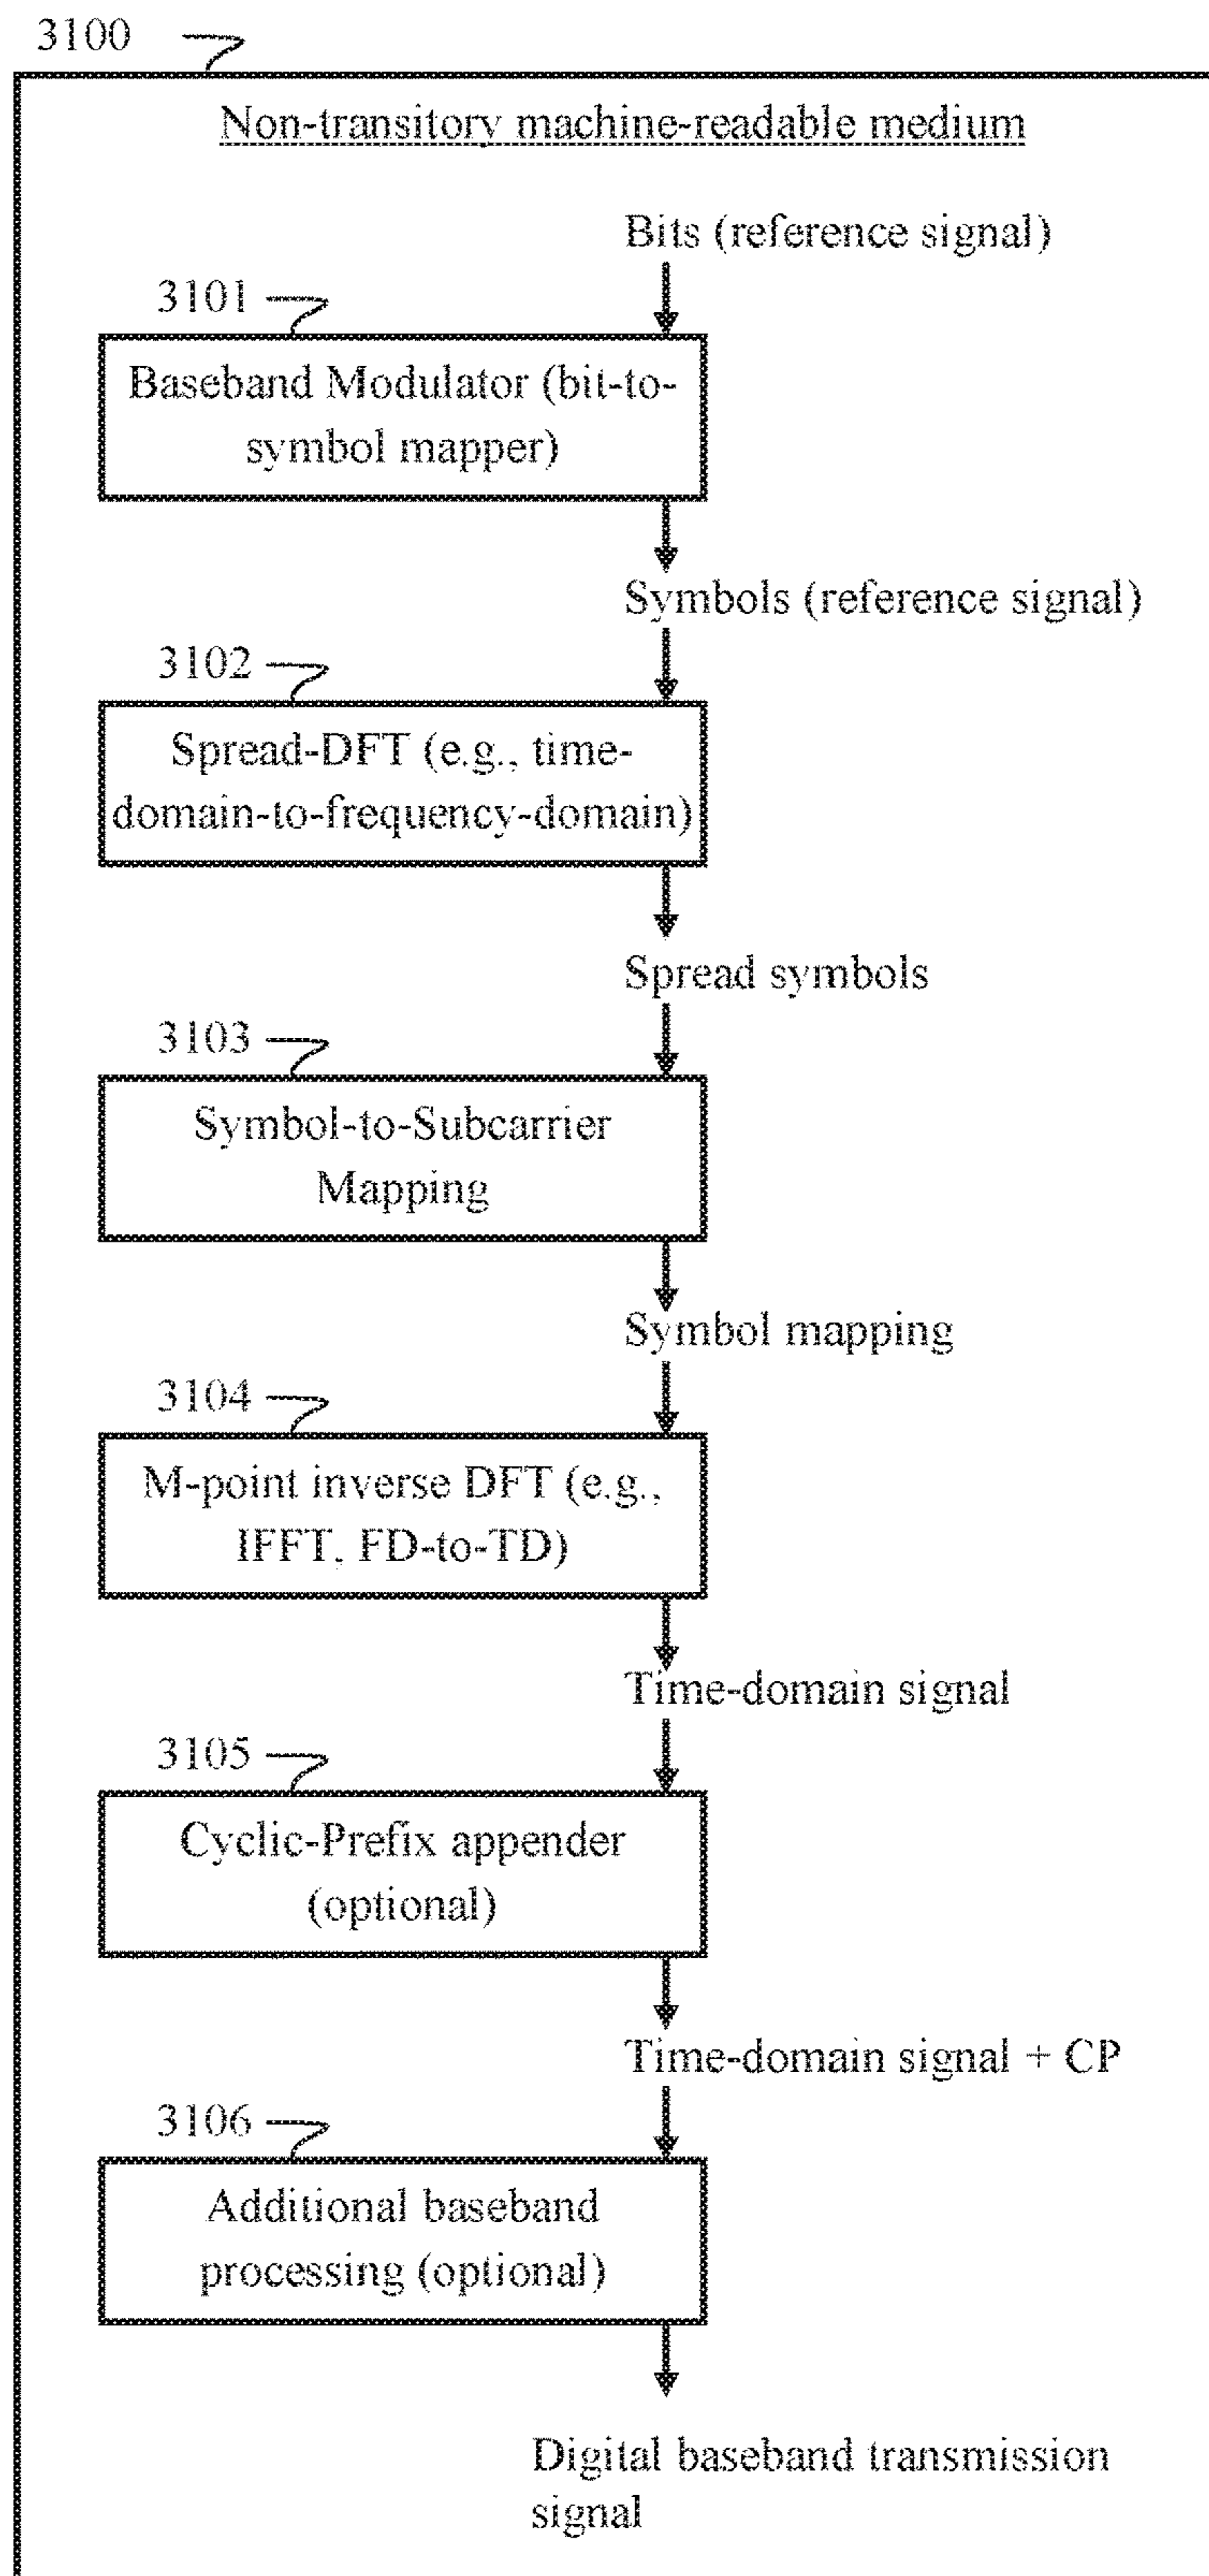 3100
Non-transitory machine-readable medium
Bits (reference signal)
3101
Baseband Modulator (bit-to-
symbol mapper)
Symbols (reference signal)
3102
Spread-DFT (e.g., time-
domain-to-frequency-domain)
Spread symbols
3103
Symbol-to-Subcarrier
Mapping
Symbol mapping
3104
M-point inverse DFT (e.g.,
IFFT, FD-to-TD)
Time-domain signal
3105
Cyclic-Prefix appender
(optional)
Time-domain signal + CP
3106
Additional baseband
processing (optional)
Digital baseband transmission
signal